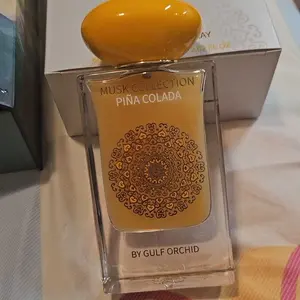 MUSK COLLECTION
PIÑA COLADA
BY GULF ORCHID